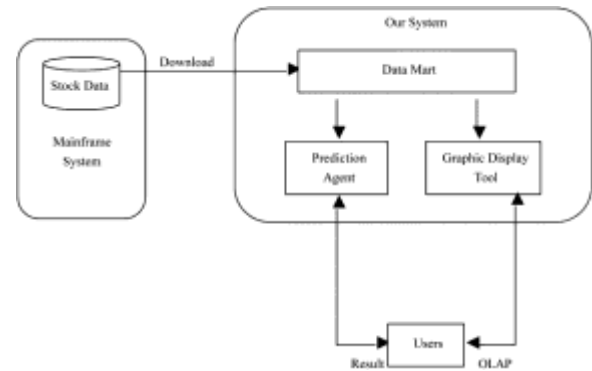 Our System
Download
Data Mart
Stock Data
Mainframe
System
Prediction
Agent
Graphic Display
Tool
Users
Result
OLAP